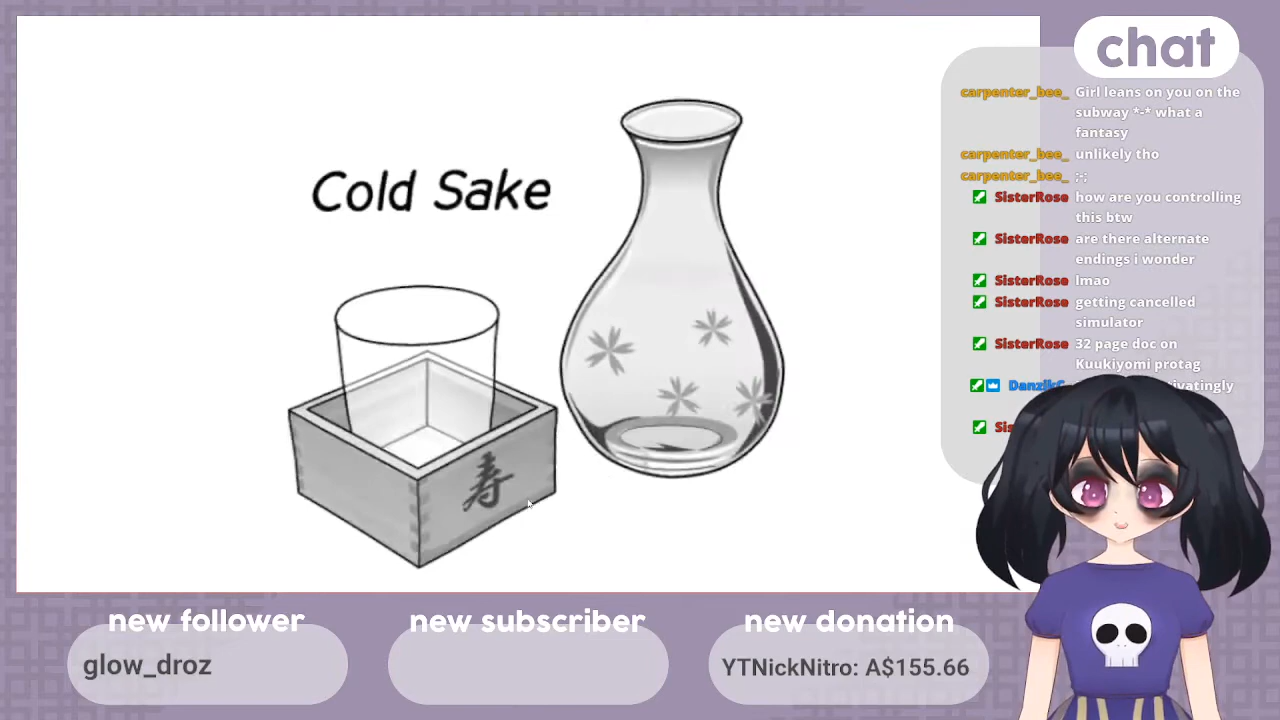 chat
carpenter_bee_ Girl leans on you on the
subway *-* what a
fantasy
carpenter_bee_ unlikely tho
carpenter_bee_ :-:
SisterRose how are you controlling
this btw
SisterRose are there alternate
endings i wonder
SisterRose lmao
SisterRose getting cancelled
simulator
SisterRose 32 page doc on
Kuukiyomi protag
Cold Sake
寿
new follower
glow_droz
new subscriber
new donation
YTNickNitro: A$155.66